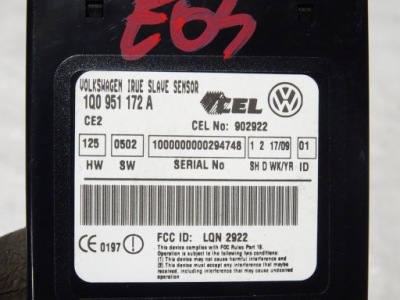 EOS
VOLKSWAGEN IRUE SLAVE SENSOR
1Q0 951 172 A
CEL
CE2
CEL No: 902922
125 0502 1000000000294748 1 2 17/09 01
HW SW SERIAL No SH D WK/YR ID
CE 0197 !
FCC ID: LQN 2922
This device complies with FCC Rules Part 15.
Operation is subject to the following two conditions.
(1) This device may not cause harmful interference and
(2) This device must accept any interference received
including interference that may cause undesired operation.